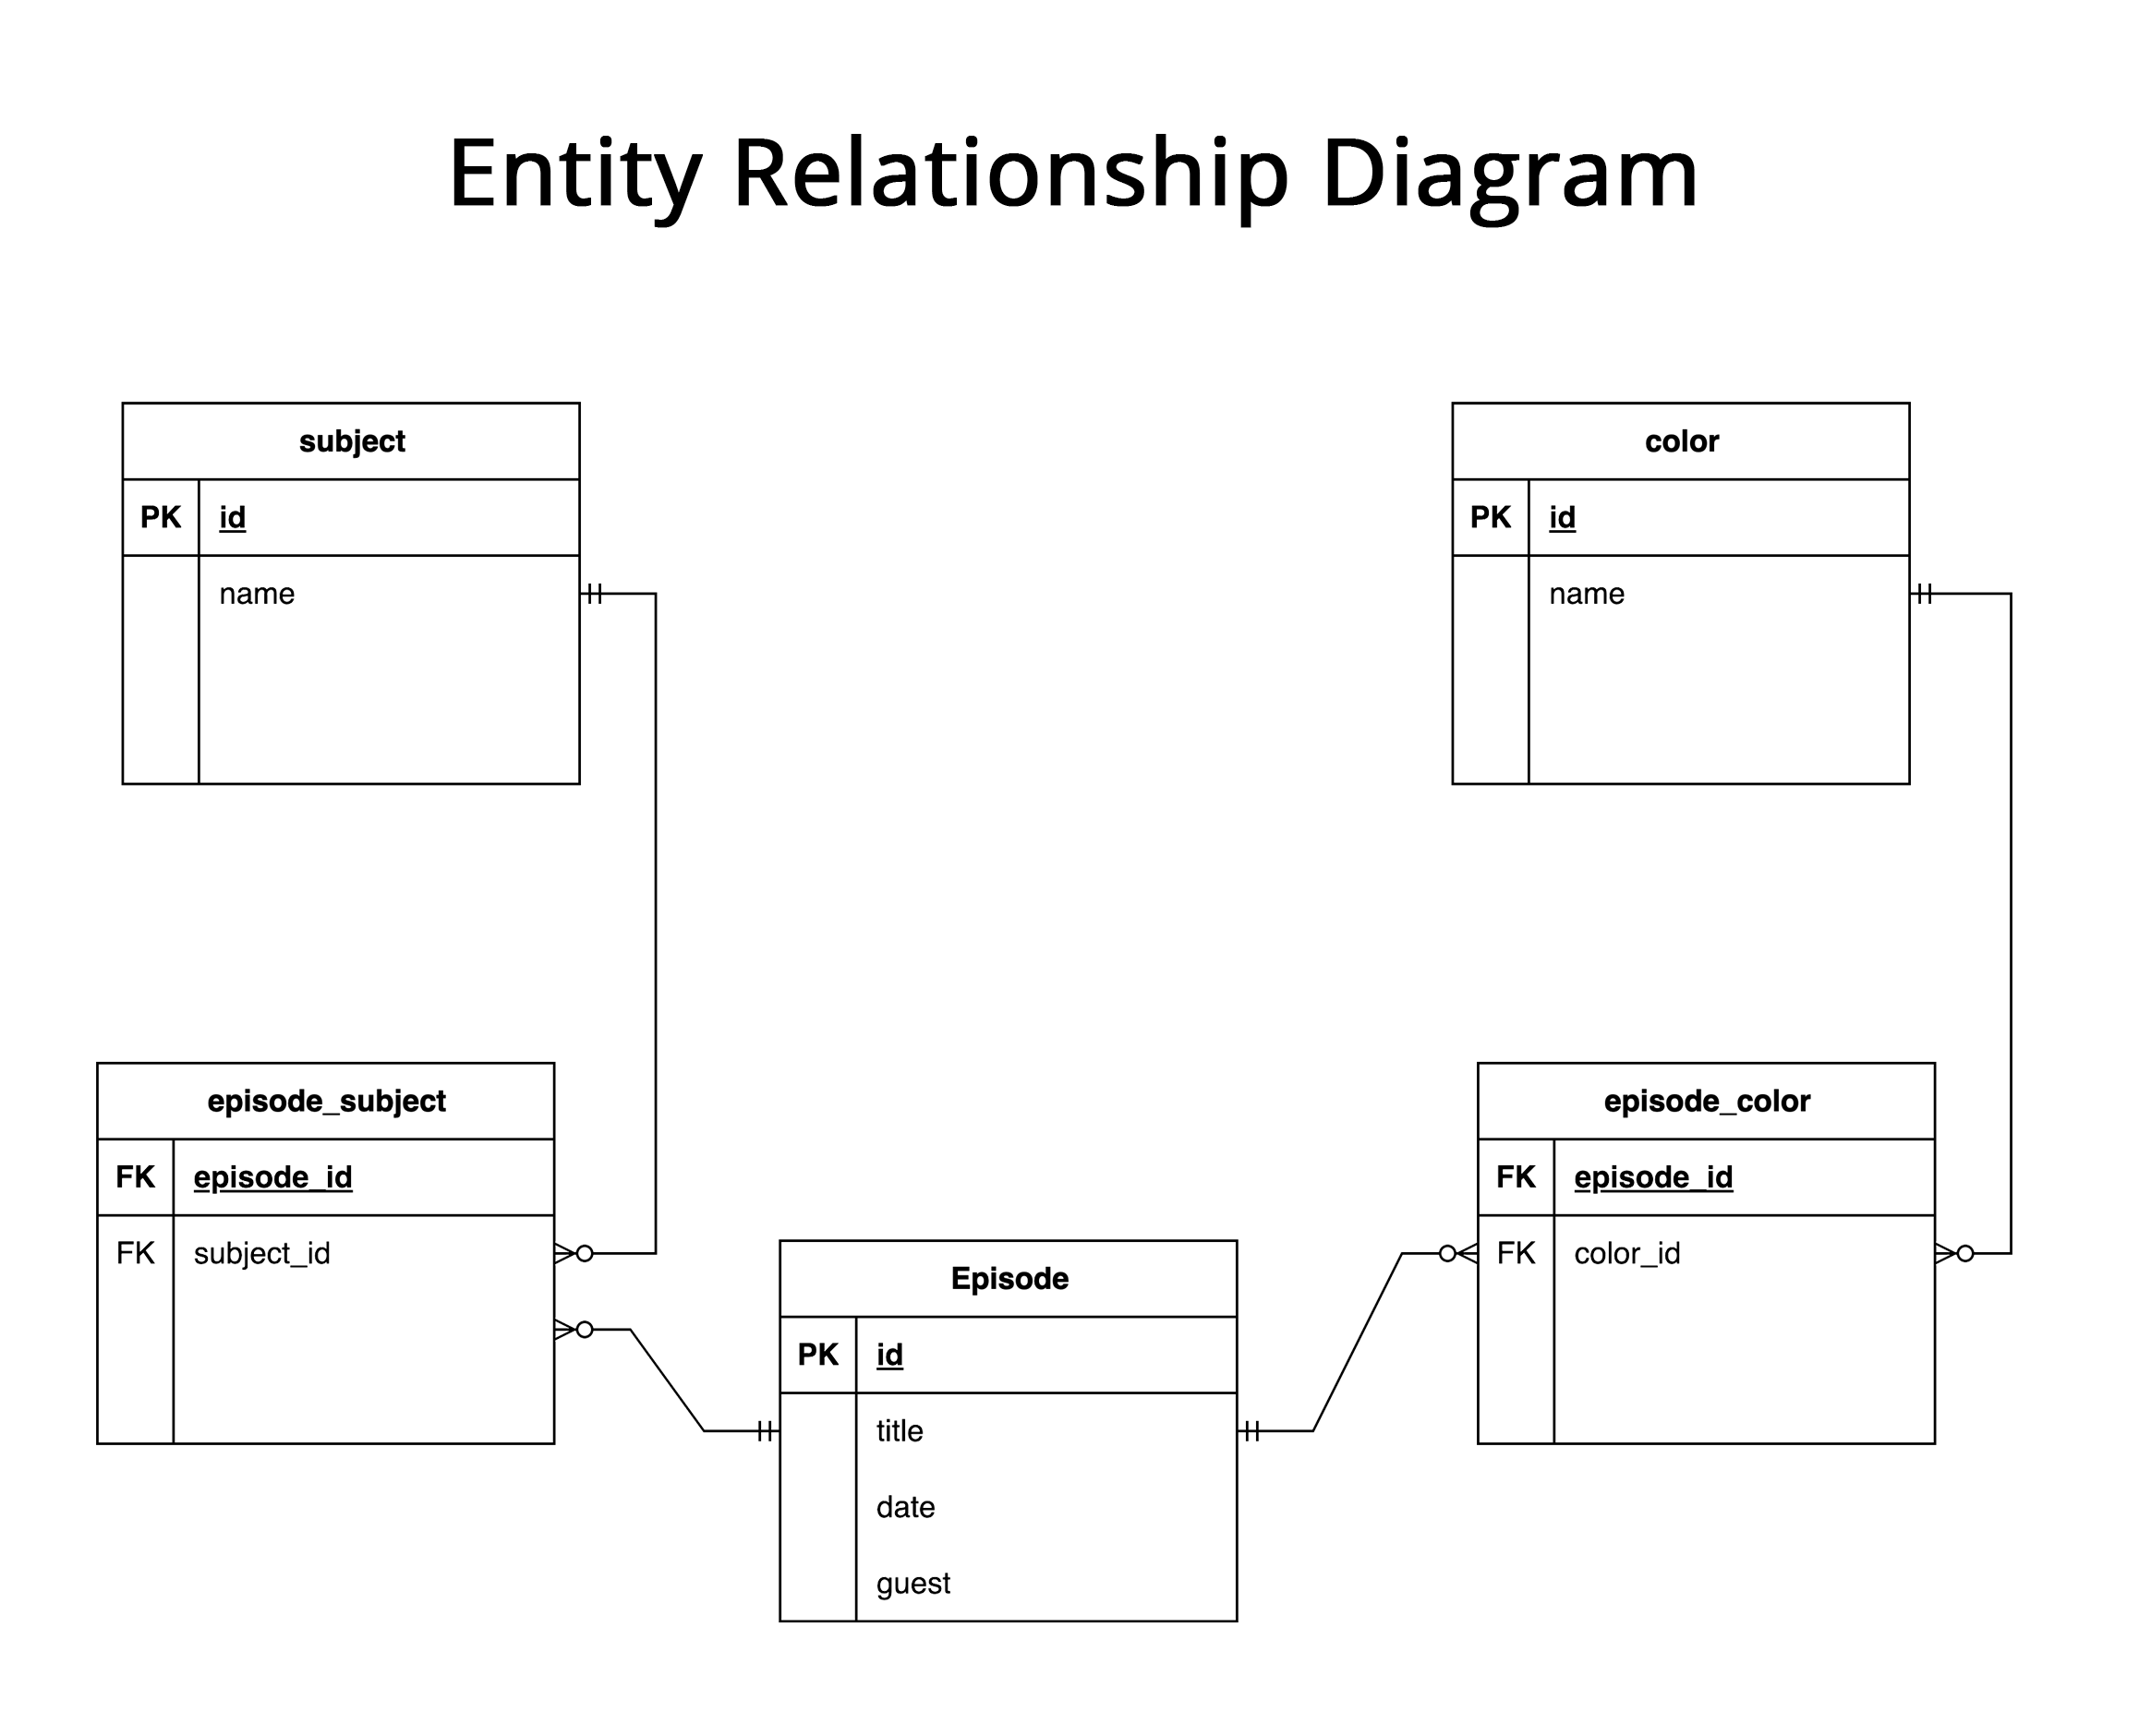 Entity Relationship Diagram
subject
PK id
name
color
PK id
name
episode_subject
FK episode_id
FK subject_id
Episode
PK id
title
date
guest
episode_color
FK episode_id
FK color_id